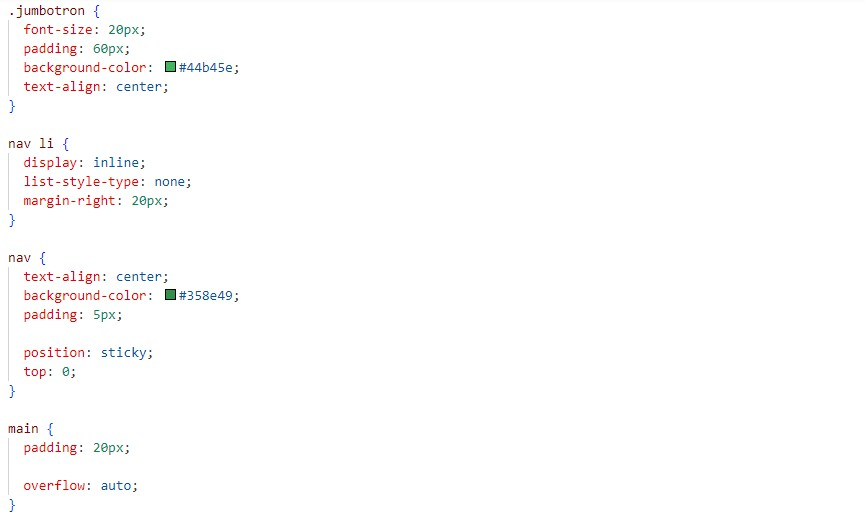 .jumbotron {
  font-size: 20px;
  padding: 60px;
  background-color: #44b45e;
  text-align: center;
}

nav li {
  display: inline;
  list-style-type: none;
  margin-right: 20px;
}

nav {
  text-align: center;
  background-color: #358e49;
  padding: 5px;

  position: sticky;
  top: 0;
}

main {
  padding: 20px;

  overflow: auto;
}